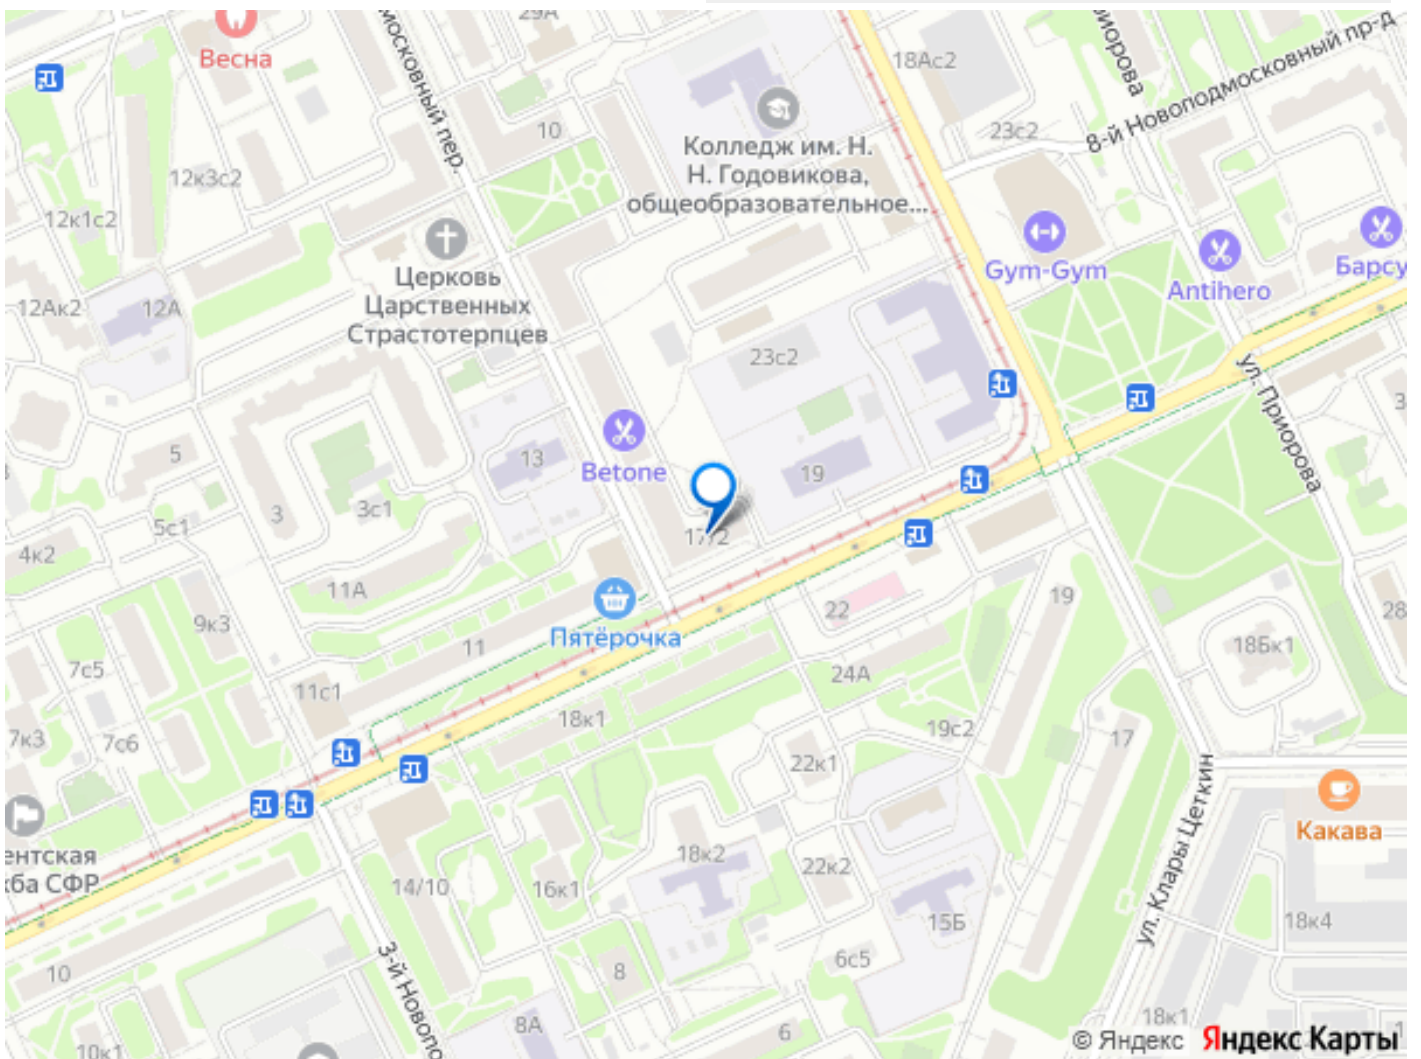 29А
Весна
московный пер.
18Ас2
8-й Новоподмосковный пр-д
10
23с2
Колледж им. Н.
Н. Годовикова,
общеобразовательное...
12к3с2
12к1с2
Церковь
Царственных
Страстотерпцев
Gym-Gym
Antihero
Барсу
12Ак2
12А
23с2
ул. Приорова
Betone
13
19
5
3с1
3
5с1
4к2
17/2
11А
9к3
Пятёрочка
22
19
28
11
24А
18Бк1
7с5
11с1
18к1
19с2
7к3
7с6
17
22к1
ул. Клары Цеткин
Какава
ентская
ба СФР
18к2
22к2
14/10
16к1
15Б
18к4
3-й Новопо
10
8
6с5
8А
6
18к1
10к1
© Яндекс Яндекс Карты